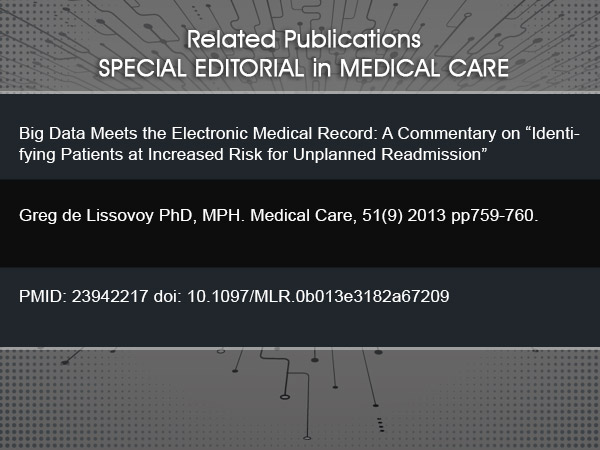 Related Publications
SPECIAL EDITORIAL in MEDICAL CARE
Big Data Meets the Electronic Medical Record: A Commentary on “Identi-
fying Patients at Increased Risk for Unplanned Readmission”
Greg de Lissovoy PhD, MPH. Medical Care, 51(9) 2013 pp759-760.
PMID: 23942217 doi: 10.1097/MLR.0b013e3182a67209